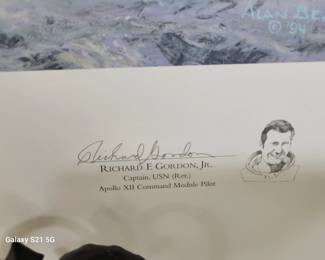 ALAN BE
© '94
Richard Gordon
RICHARD F. GORDON, JR.
Captain, USN (Ret.)
Apollo XII Command Module Pilot
Galaxy S21 5G